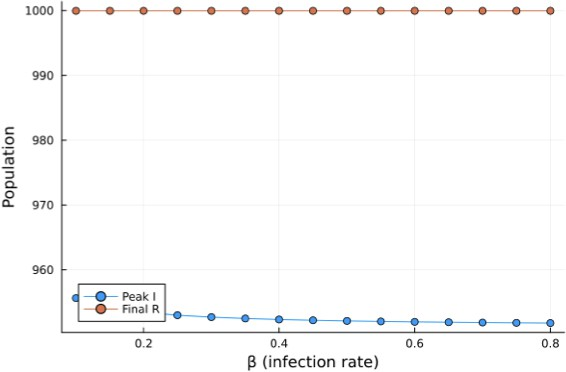 1000
990
980
970
960
Population
Peak I
Final R
0.2 0.4 0.6 0.8
β (infection rate)